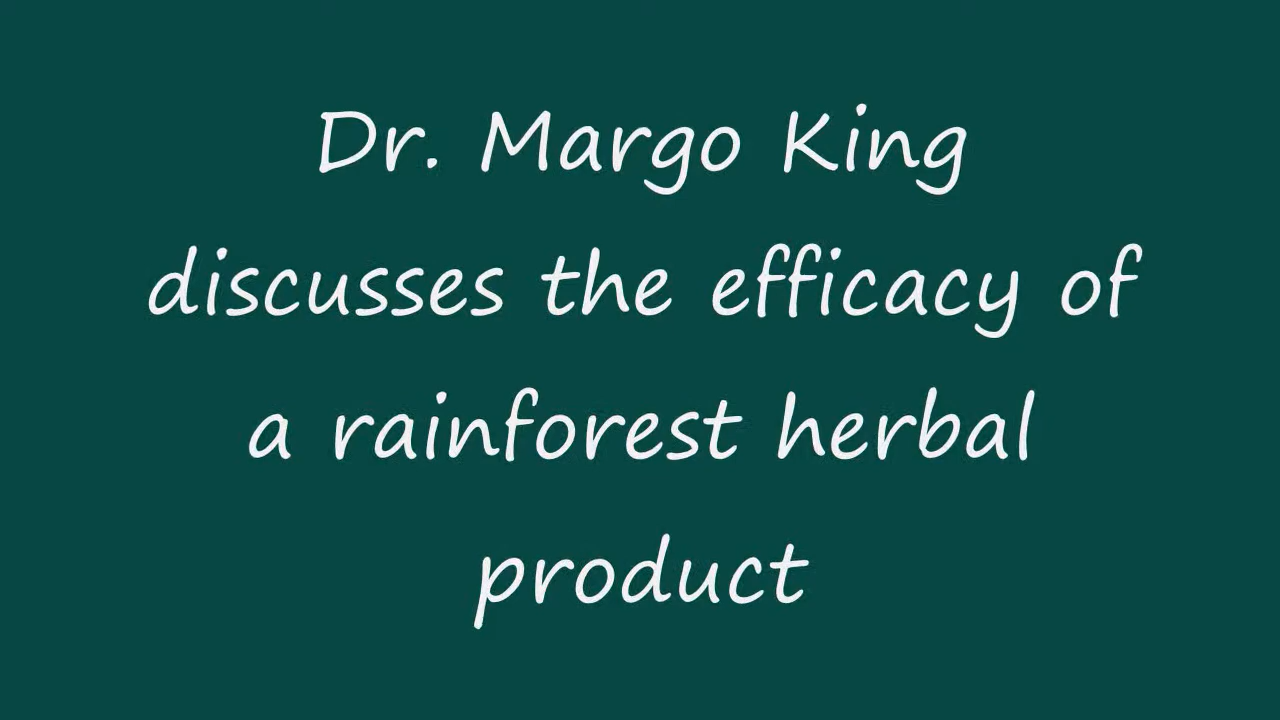 Dr. Margo King
discusses the efficacy of
a rainforest herbal
product